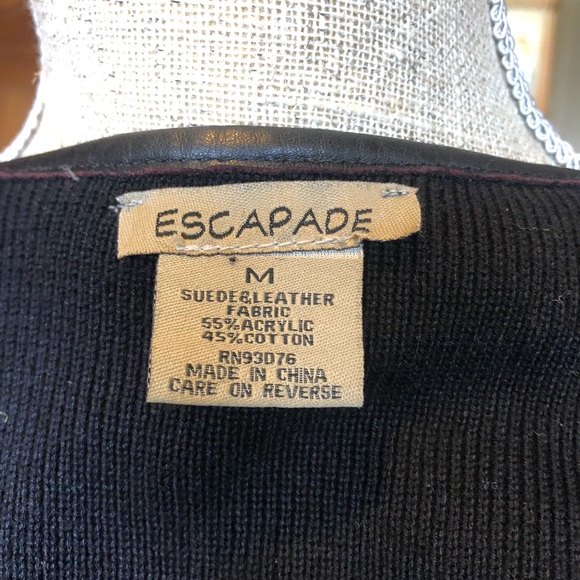 ESCAPADE
M
SUEDE&LEATHER
FABRIC
55%ACRYLIC
45%COTTON
RN93076
MADE IN CHINA
CARE ON REVERSE